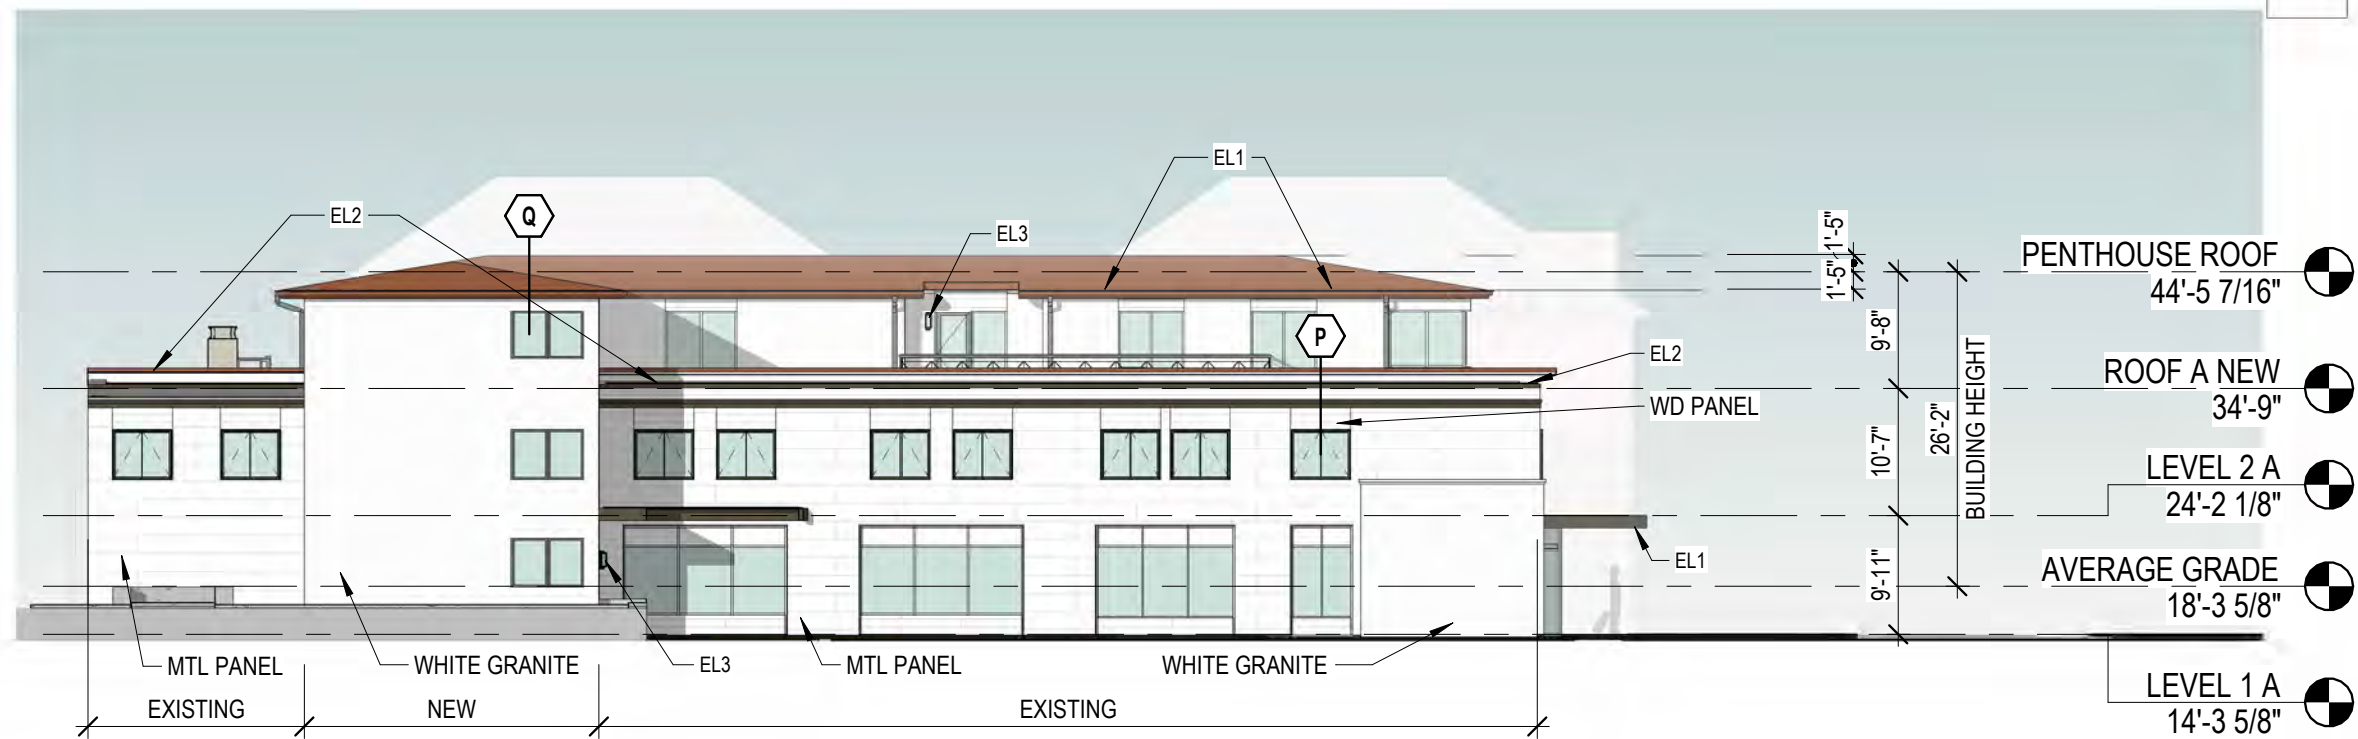 EL1
EL2
Q
EL3
P
EL2
WD PANEL
EL1
1'-5"
1'-5"
9'-8"
10'-7"
9'-11"
26'-2"
BUILDING HEIGHT
PENTHOUSE ROOF
44'-5 7/16"
ROOF A NEW
34'-9"
LEVEL 2 A
24'-2 1/8"
AVERAGE GRADE
18'-3 5/8"
LEVEL 1 A
14'-3 5/8"
MTL PANEL
WHITE GRANITE
EL3
MTL PANEL
WHITE GRANITE
EXISTING
NEW
EXISTING